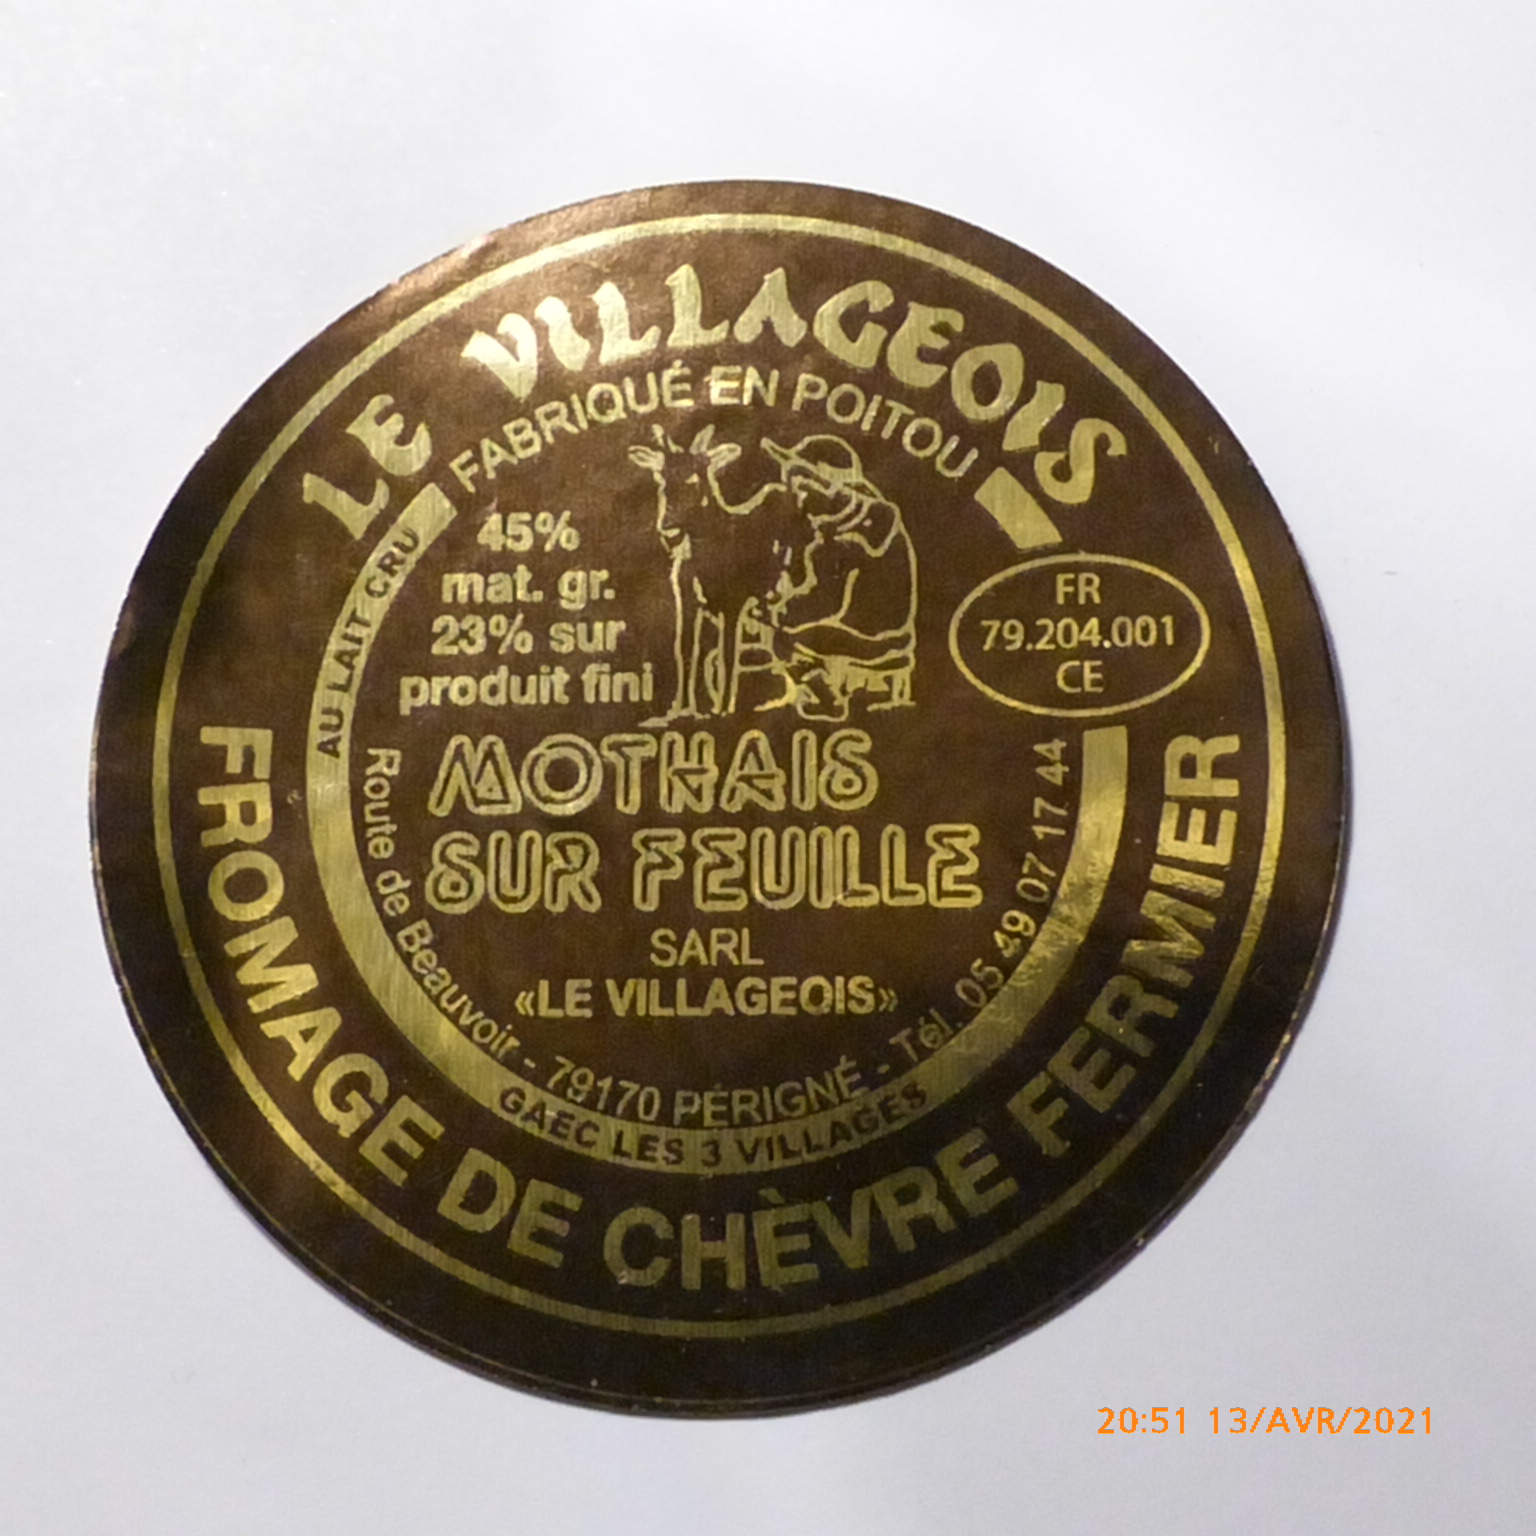 LE VILLAGEOIS
FABRIQUÉ EN POITOU
AU LAIT CRU
45%
mat. gr.
23% sur
produit fini
FR
79.204.001
CE
MOTHAIS
SUR FEUILLE
SARL
«LE VILLAGEOIS»
Route de Beauvoir - 79170 PÉRIGNÉ - Tél. 05 49 07 17 44
GAEC LES 3 VILLAGES
FROMAGE DE CHÈVRE FERMIER
20:51 13/AVR/2021